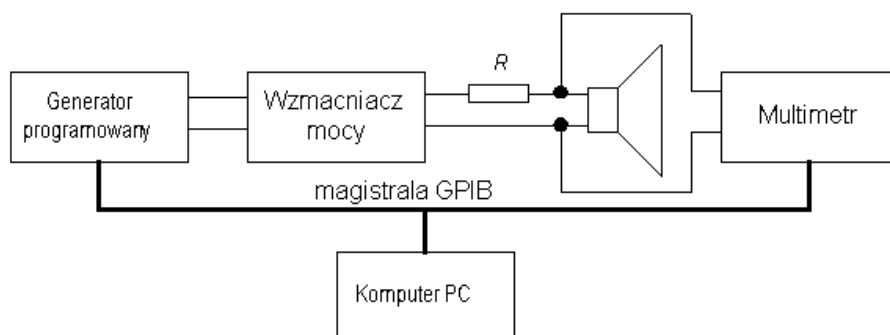 R
Generator
programowany
Wzmacniacz
mocy
Multimetr
magistrala GPIB
Komputer PC